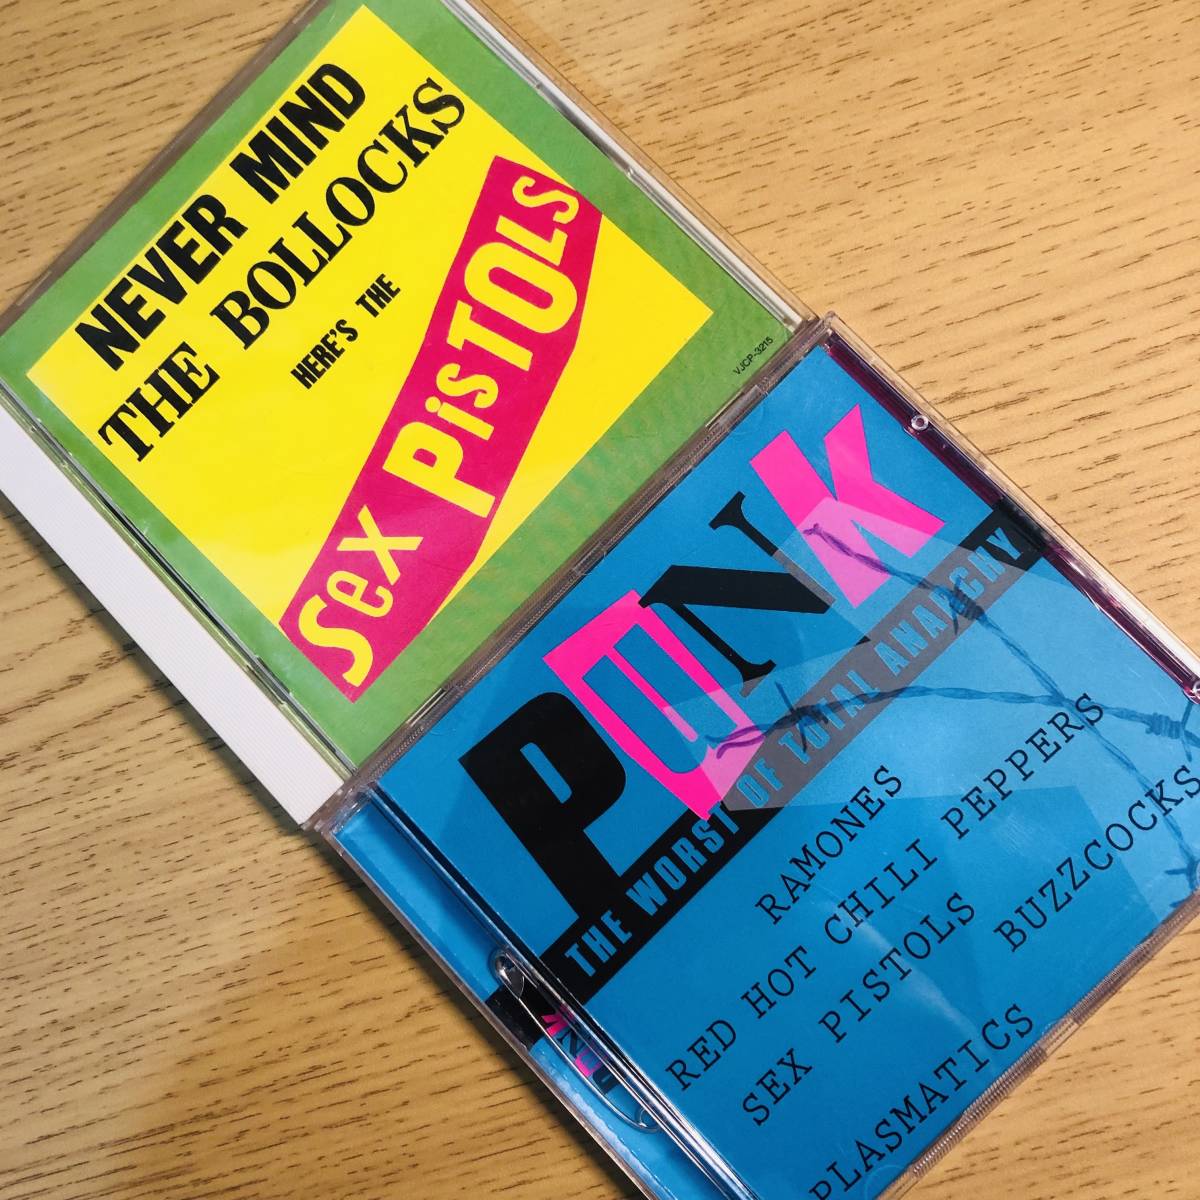 NEVER MIND
THE BOLLOCKS
HERE'S THE
Sex PiSTOLS
VJCP-3215
PUNK
THE WORST OF TOTAL ANARCHY
RAMONES
RED HOT CHILI PEPPERS
SEX PISTOLS BUZZCOCKS
PLASMATICS
PUNK